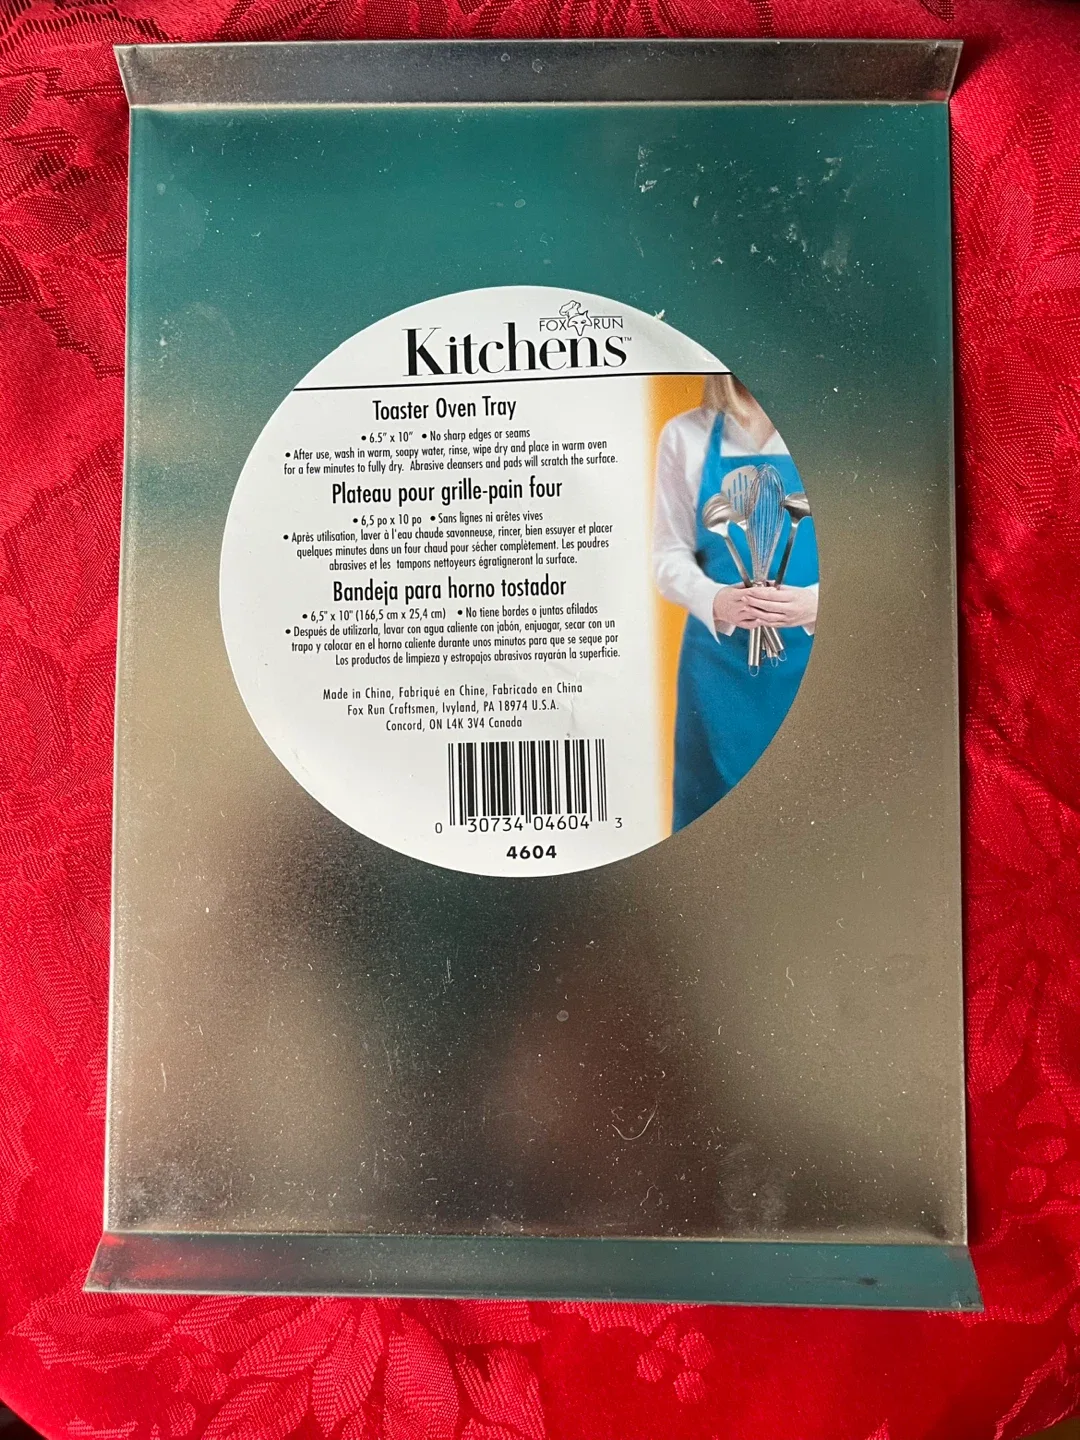 FOX RUN
Kitchens™
Toaster Oven Tray
• 6.5" x 10" • No sharp edges or seams
• After use, wash in warm, soapy water, rinse, wipe dry and place in warm oven
for a few minutes to fully dry. Abrasive cleansers and pads will scratch the surface.
Plateau pour grille-pain four
• 6,5 po x 10 po • Sans lignes ni arêtes vives
• Après utilisation, laver à l'eau chaude savonneuse, rincer, bien essuyer et placer
quelques minutes dans un four chaud pour sécher complètement. Les poudres
abrasives et les tampons nettoyeurs égratigneront la surface.
Bandeja para horno tostador
• 6,5" x 10" (166,5 cm x 25,4 cm) • No tiene bordes o juntas afilados
• Después de utilizarla, lavar con agua caliente con jabón, enjuagar, secar con un
trapo y colocar en el horno caliente durante unos minutos para que se seque por
Los productos de limpieza y estropajos abrasivos rayarán la superficie.
Made in China, Fabriqué en Chine, Fabricado en China
Fox Run Craftsmen, Ivyland, PA 18974 U.S.A.
Concord, ON L4K 3V4 Canada
0 30734 04604 3
4604